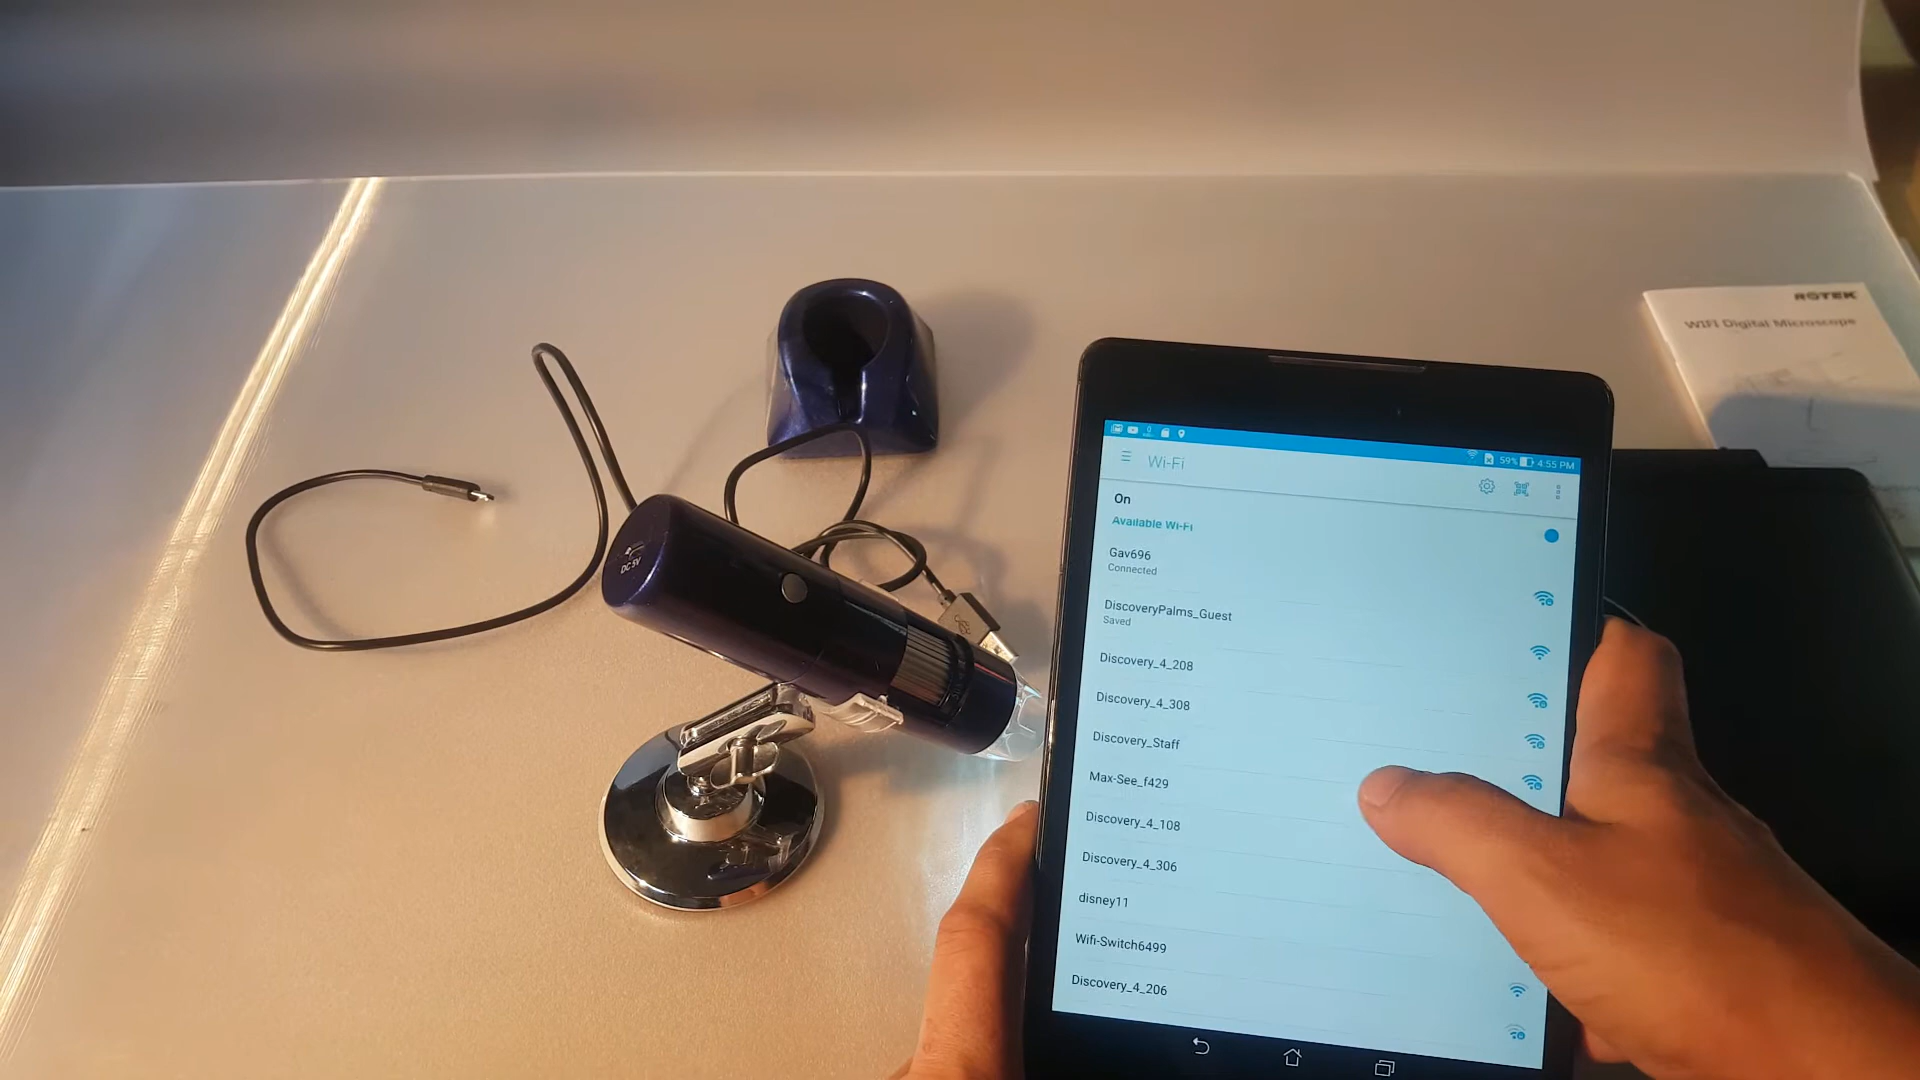 ROTEK
WIFI Digital Microscope
59% 4:55 PM
Wi-Fi
On
Available Wi-Fi
Gav696
Connected
DiscoveryPalms_Guest
Saved
Discovery_4_208
Discovery_4_308
Discovery_Staff
Max-See_f429
Discovery_4_108
Discovery_4_306
disney11
Wifi-Switch6499
Discovery_4_206
DC 5V